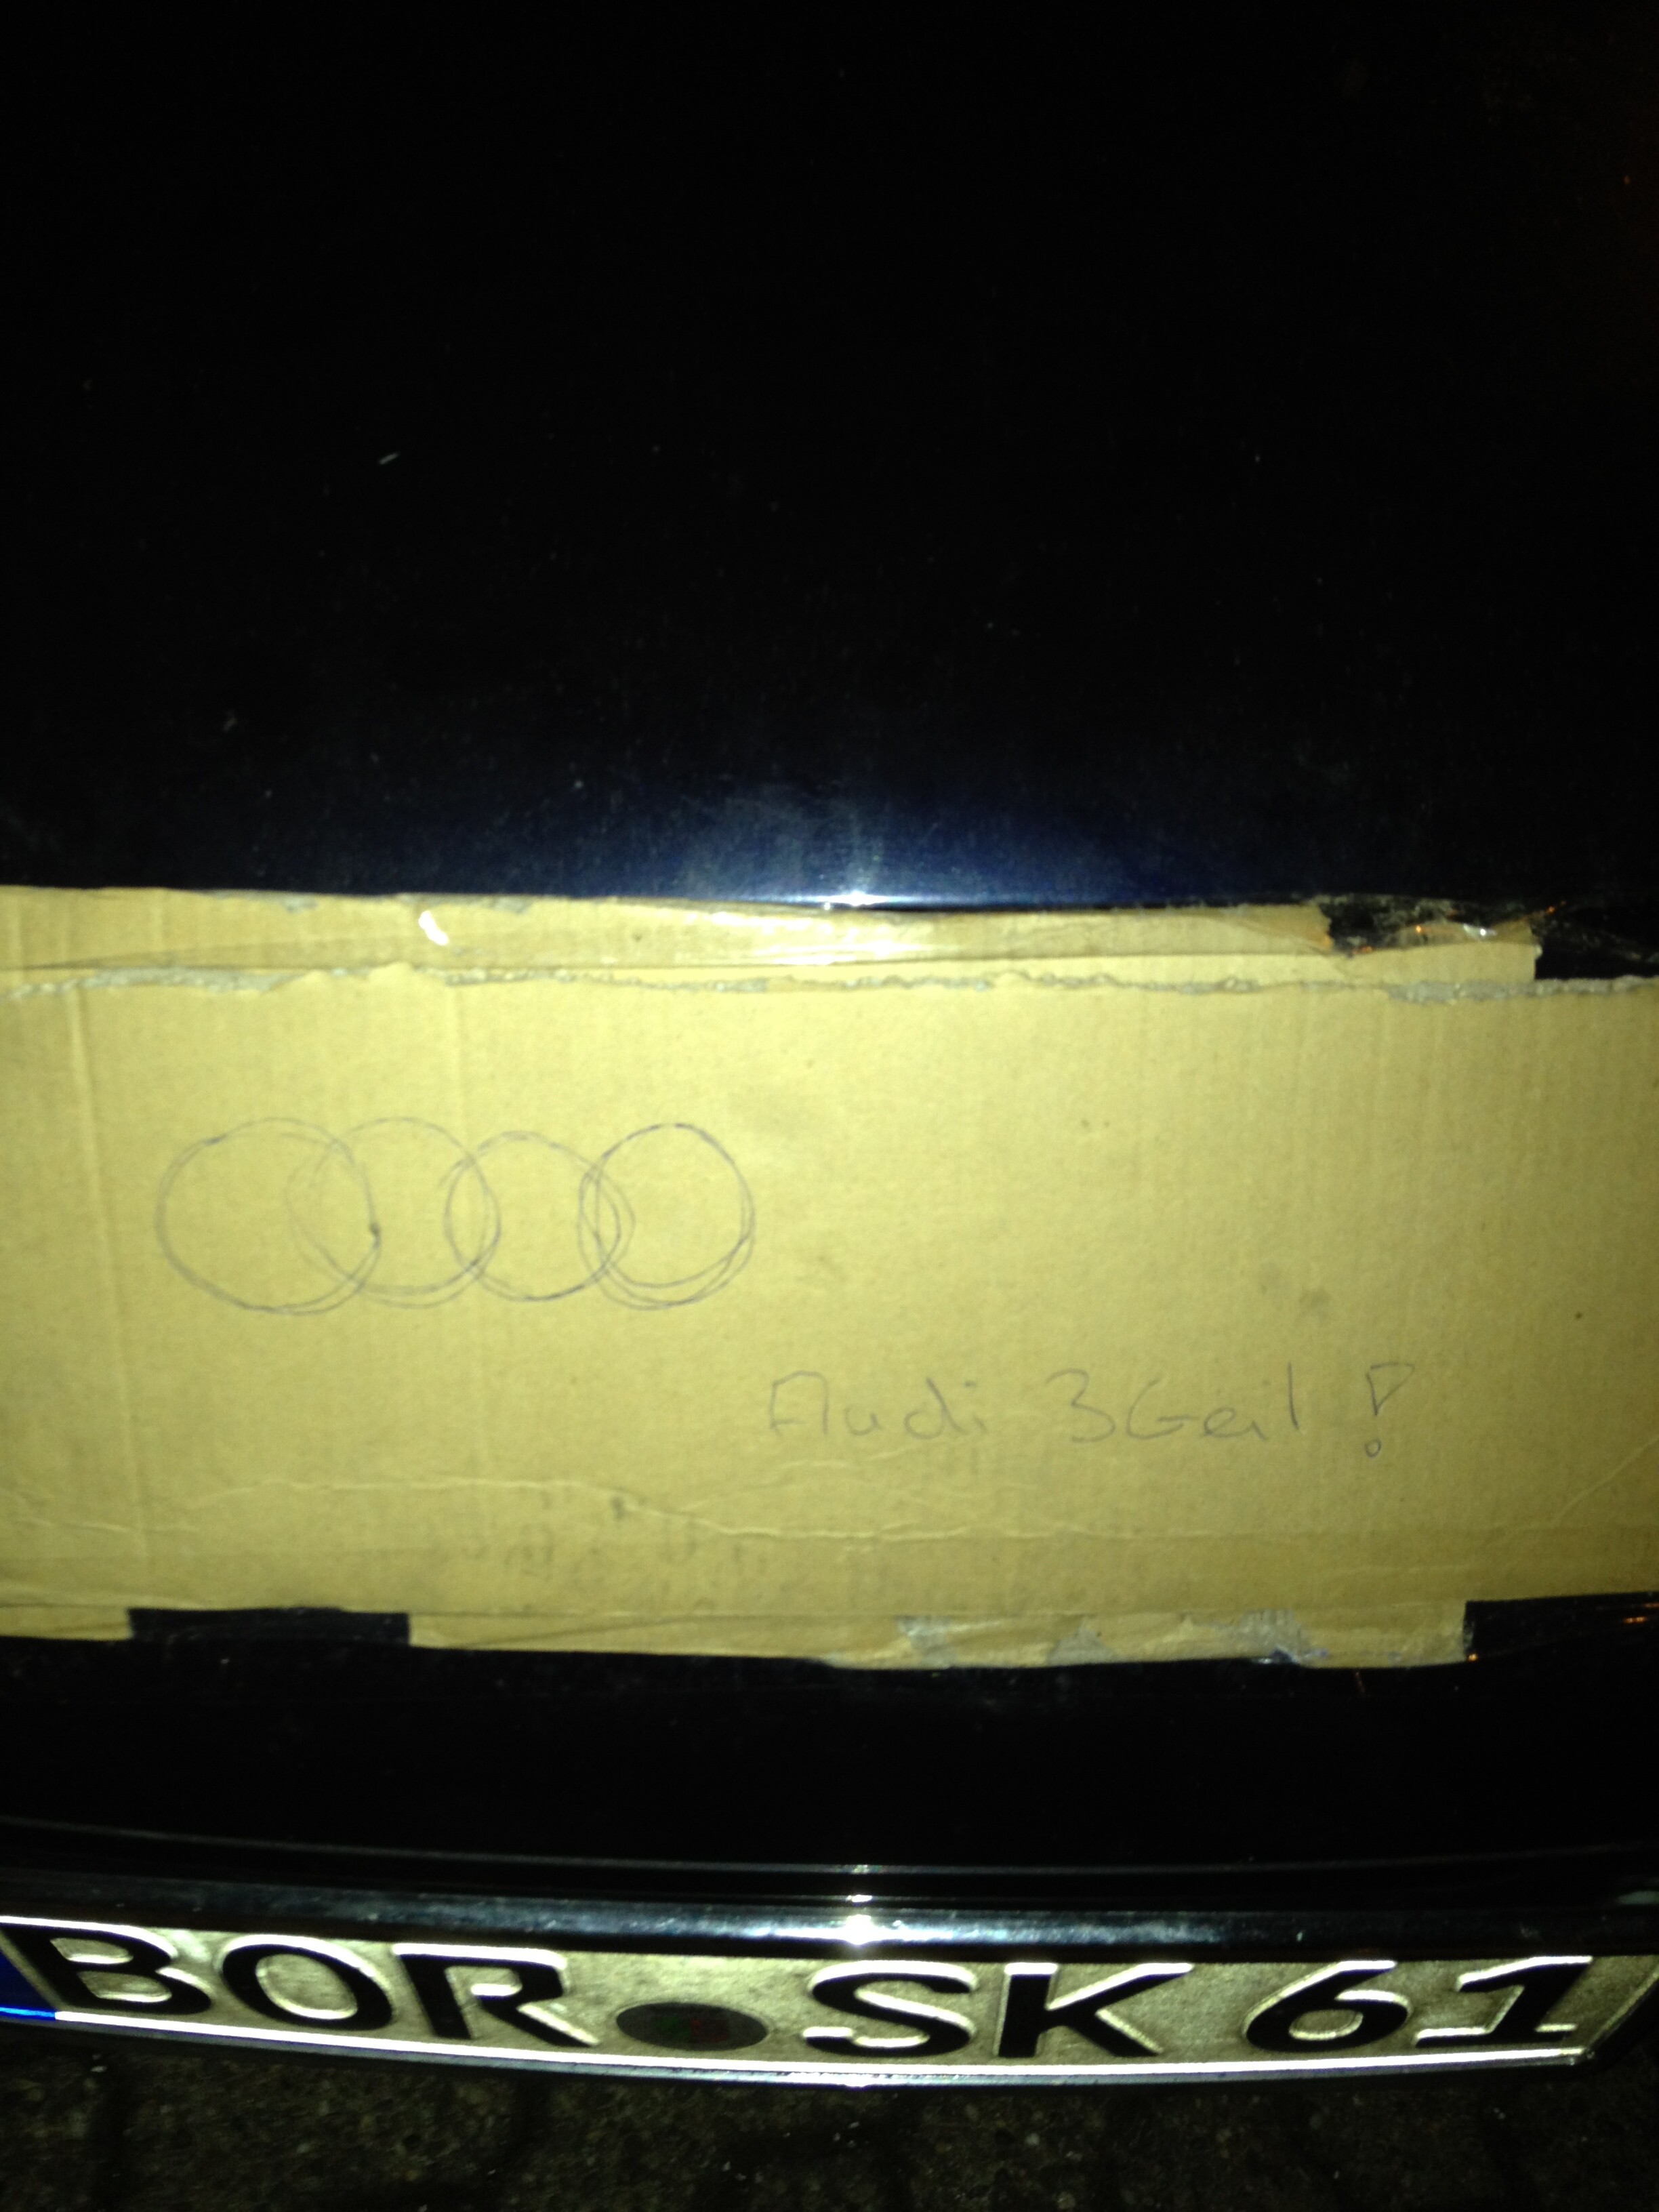 Audi 3Geil!
BOR SK 61